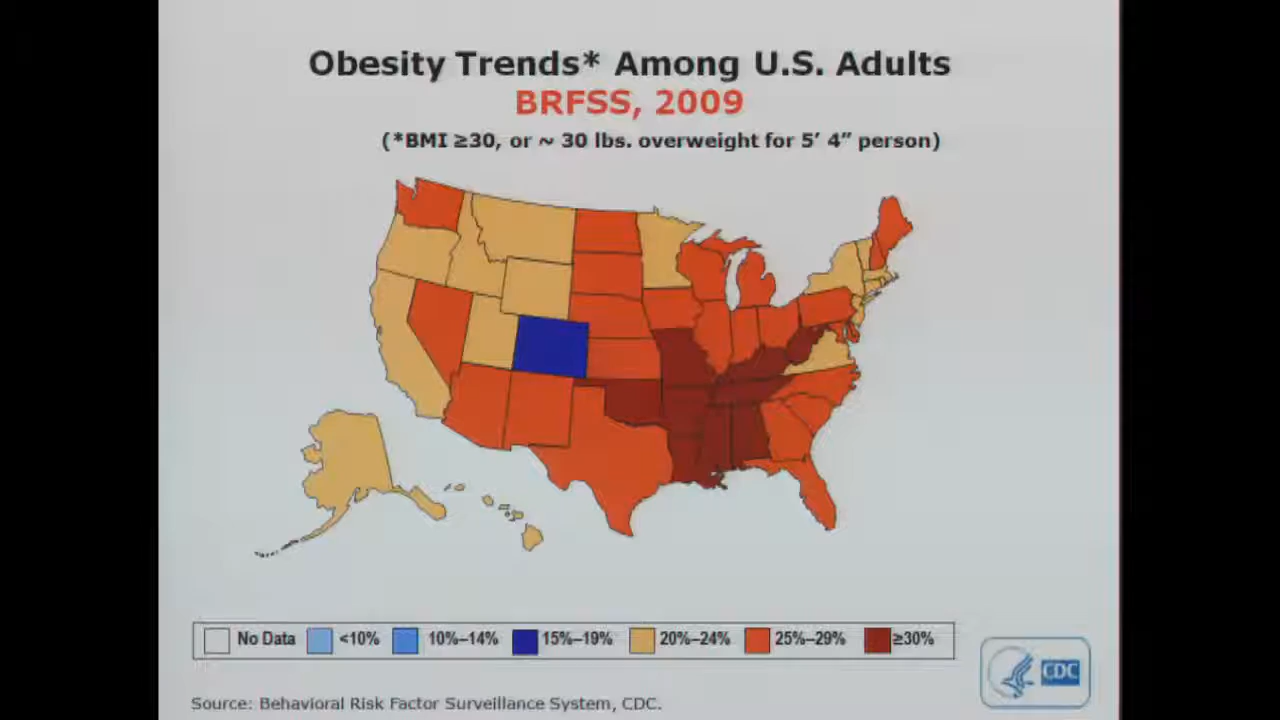 Obesity Trends* Among U.S. Adults
BRFSS, 2009
(*BMI ≥30, or ~ 30 lbs. overweight for 5’ 4” person)
No Data <10% 10%–14% 15%–19% 20%–24% 25%–29% ≥30%
CDC
Source: Behavioral Risk Factor Surveillance System, CDC.